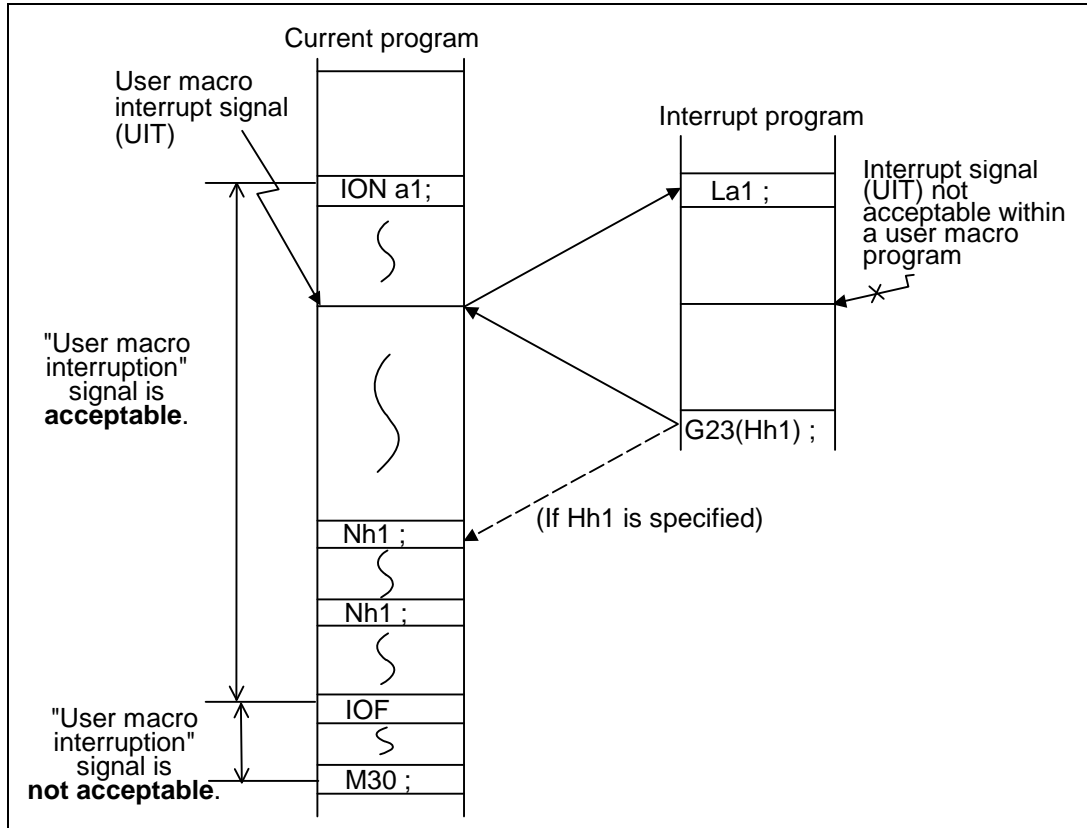 Current program
User macro
interrupt signal
(UIT)
Interrupt program
ION a1;
La1 ;
Interrupt signal
(UIT) not
acceptable within
a user macro
program
"User macro
interruption"
signal is
acceptable.
G23(Hh1) ;
(If Hh1 is specified)
Nh1 ;
Nh1 ;
IOF
"User macro
interruption"
signal is
not acceptable.
M30 ;